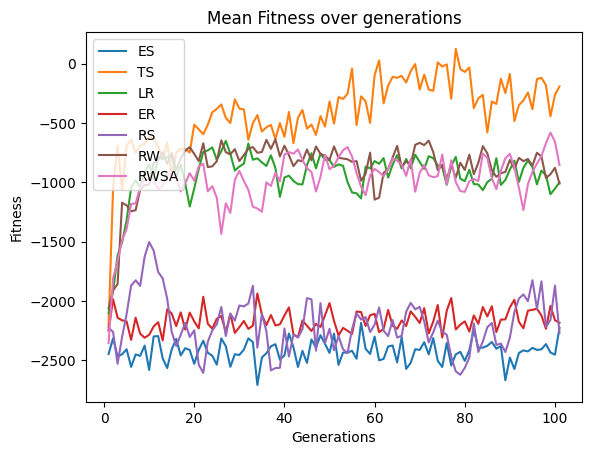 Mean Fitness over generations
ES
TS
LR
ER
RS
RW
RWSA
0
−500
−1000
−1500
−2000
−2500
Fitness
0 20 40 60 80 100
Generations